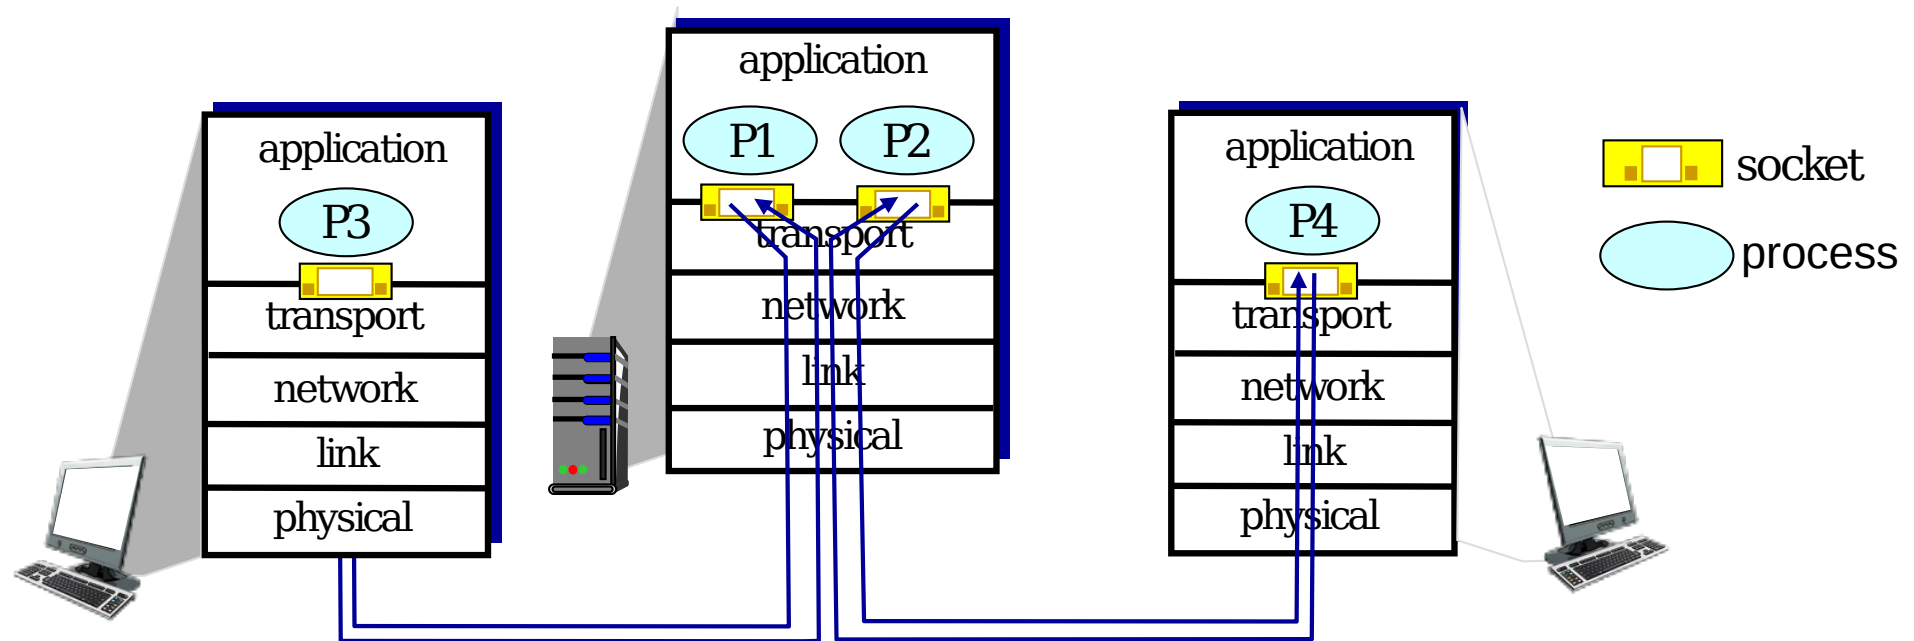 application
P3
transport
network
link
physical
application
P1 P2
transport
network
link
physical
application
P4
transport
network
link
physical
socket
process